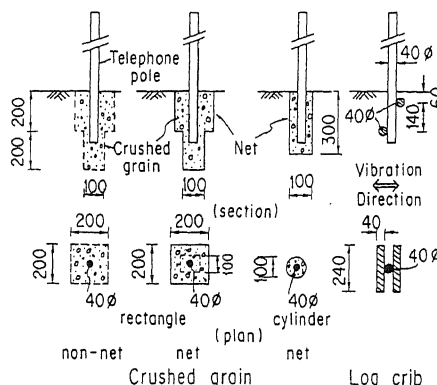 Telephone pole
40ø
200
200
Crushed grain
Net
300
40ø
140
100
100
100
Vibration Direction
(section)
200
200
40
200
200
100
100
240
40ø
40ø
40ø
40ø
rectangle
cylinder
(plan)
non-net
net
net
Crushed grain
Log crib